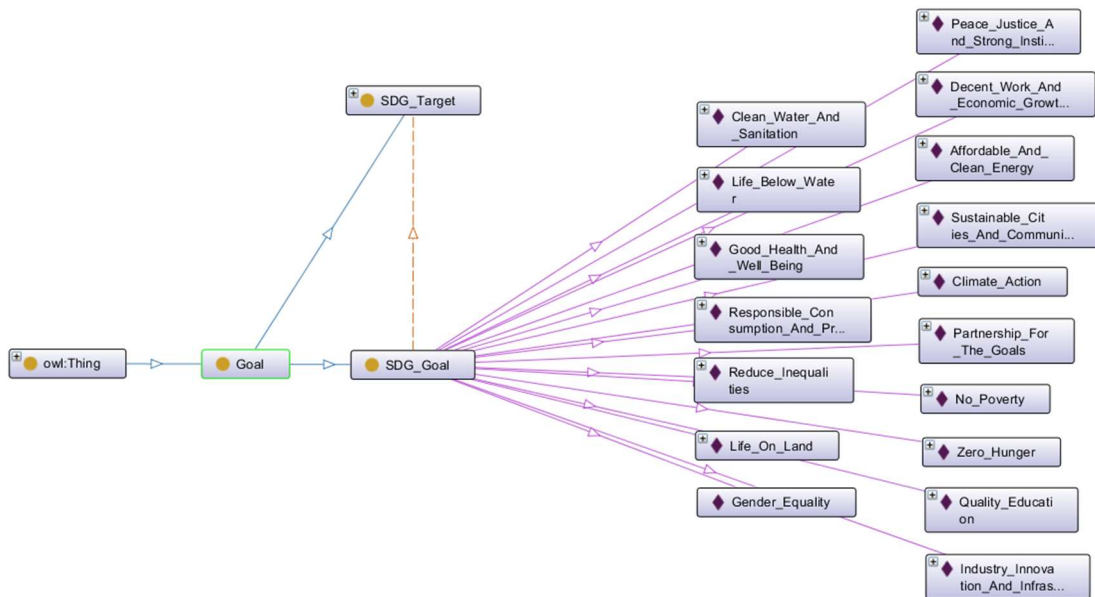 SDG_Target
owl:Thing
Goal
SDG_Goal
Clean_Water_And
_Sanitation
Life_Below_Wate
r
Good_Health_And
_Well_Being
Responsible_Con
sumption_And_Pr...
Reduce_Inequali
ties
Life_On_Land
Gender_Equality
Peace_Justice_A
nd_Strong_Insti...
Decent_Work_And
_Economic_Growt...
Affordable_And_
Clean_Energy
Sustainable_Cit
ies_And_Communi...
Climate_Action
Partnership_For
_The_Goals
No_Poverty
Zero_Hunger
Quality_Educati
on
Industry_Innova
tion_And_Infras...